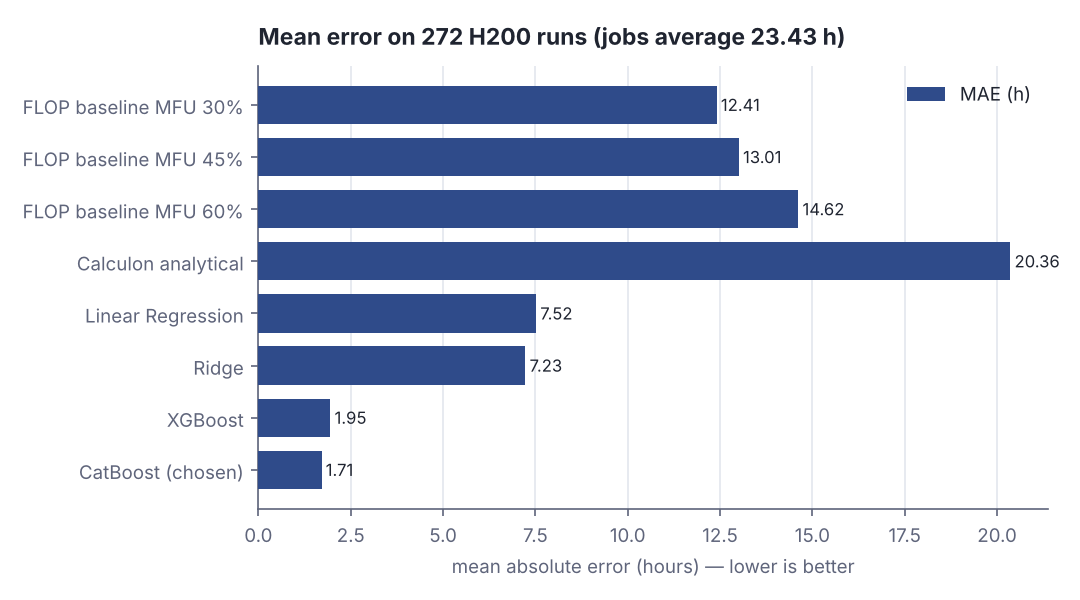 Mean error on 272 H200 runs (jobs average 23.43 h)
MAE (h)
FLOP baseline MFU 30% 12.41
FLOP baseline MFU 45% 13.01
FLOP baseline MFU 60% 14.62
Calculon analytical 20.36
Linear Regression 7.52
Ridge 7.23
XGBoost 1.95
CatBoost (chosen) 1.71
0.0 2.5 5.0 7.5 10.0 12.5 15.0 17.5 20.0
mean absolute error (hours) — lower is better